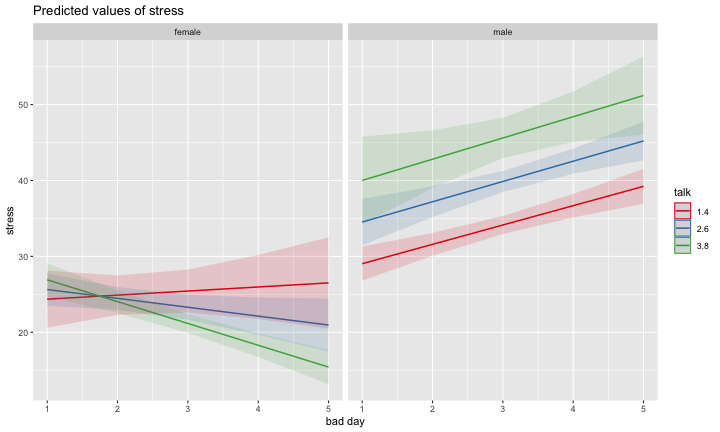 Predicted values of stress
female
male
50
40
30
20
stress
1 2 3 4 5
1 2 3 4 5
bad day
talk
1.4
2.6
3.8